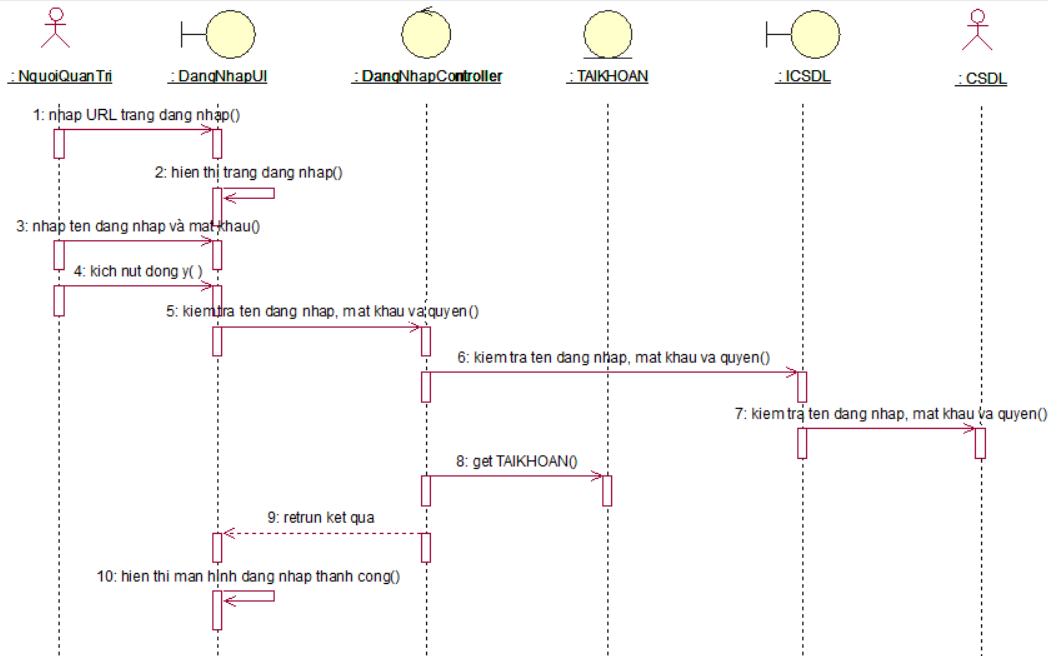 : NguoiQuanTri
: DangNhapUI
: DangNhapController
: TAIKHOAN
: ICSDL
: CSDL
1: nhap URL trang dang nhap()
2: hien thi trang dang nhap()
3: nhap ten dang nhap và mat khau()
4: kich nut dong y( )
5: kiem tra ten dang nhap, mat khau va quyen()
6: kiem tra ten dang nhap, mat khau va quyen()
7: kiem tra ten dang nhap, mat khau va quyen()
8: get TAIKHOAN()
9: retrun ket qua
10: hien thi man hinh dang nhap thanh cong()